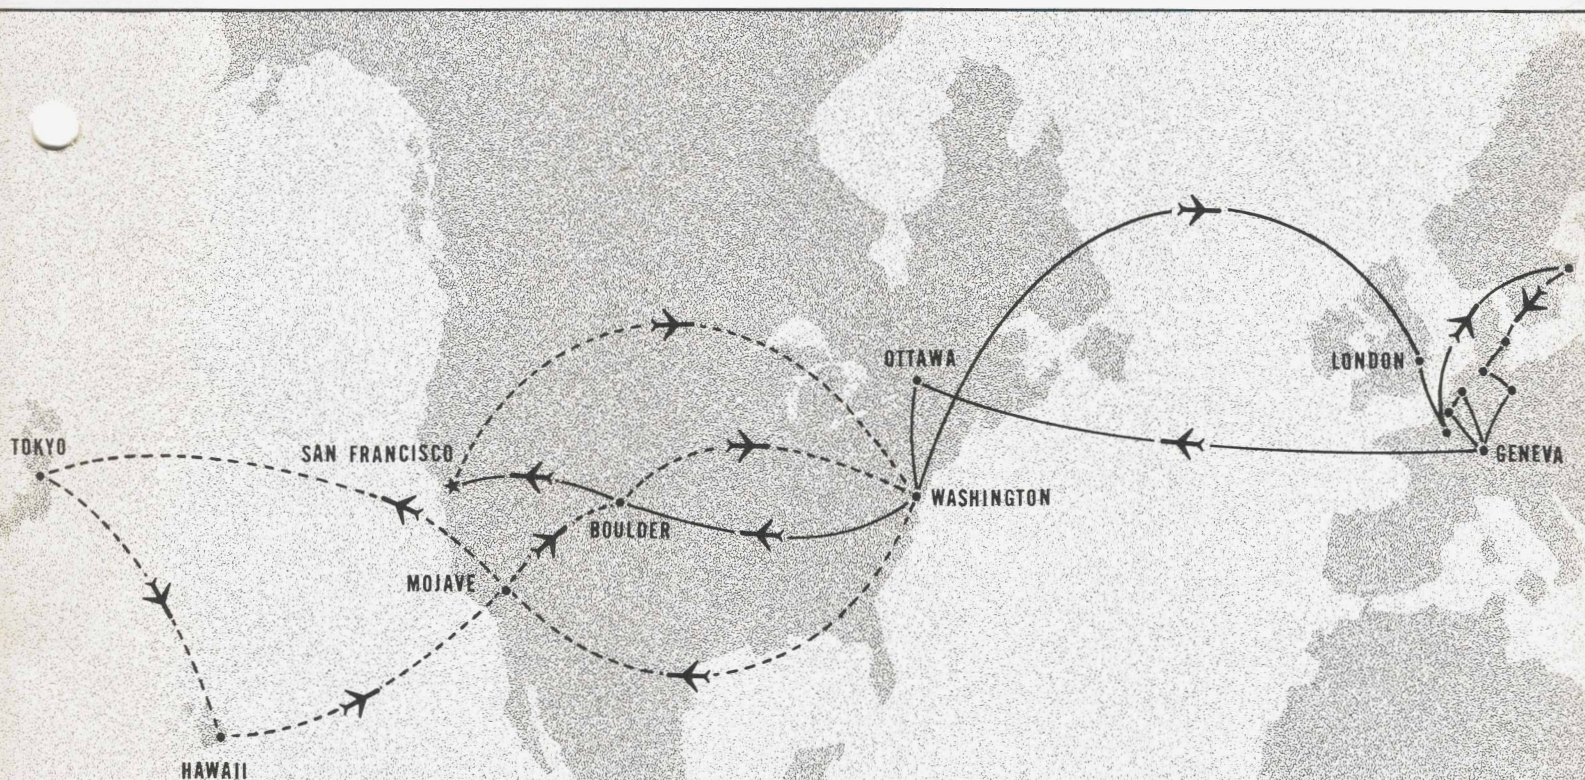 OTTAWA
LONDON
TOKYO
SAN FRANCISCO
GENEVA
WASHINGTON
BOULDER
MOJAVE
HAWAII